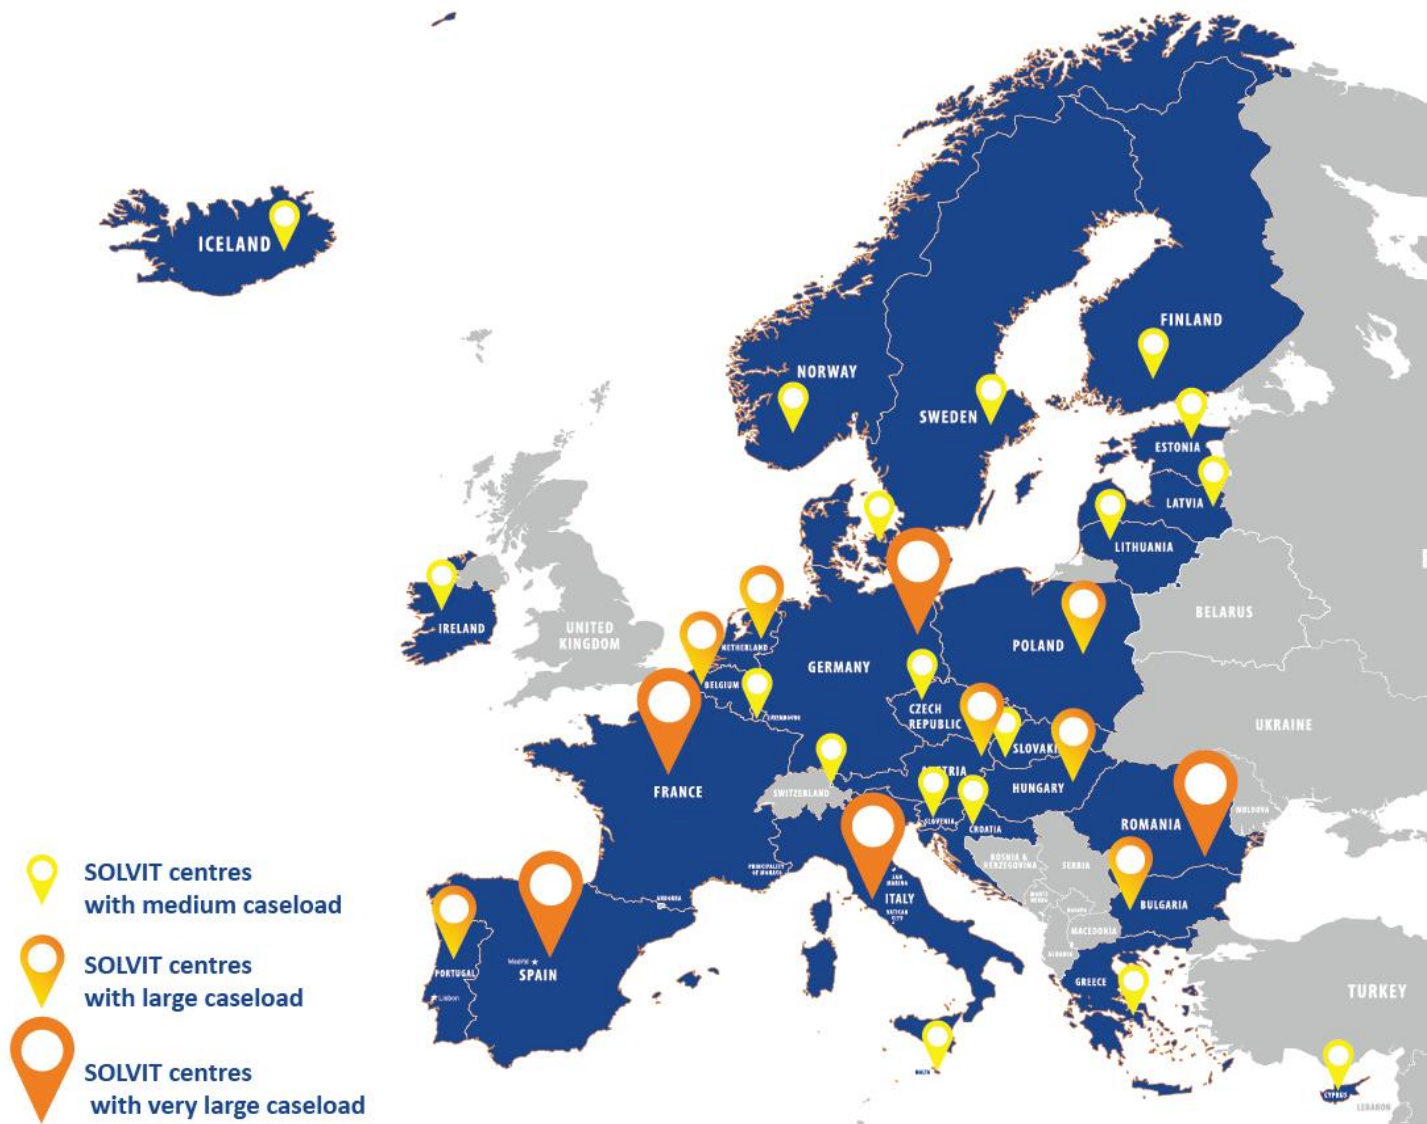 ICELAND
FINLAND
NORWAY
SWEDEN
ESTONIA
LATVIA
LITHUANIA
IRELAND
UNITED
KINGDOM
NETHERLAND
BELGIUM
LUXEMBOURG
GERMANY
POLAND
BELARUS
CZECH
REPUBLIC
SLOVAKI
UKRAINE
AUSTRIA
HUNGARY
FRANCE
SWITZERLAND
SLOVENIA
CROATIA
ROMANIA
MOLDOVA
BOSNIA &
HERZEGOVINA
SERBIA
PRINCIPALITY
OF MONACO
SAN
MARINO
ITALY
VATICAN
CITY
ANDORRA
BULGARIA
MACEDONIA
ALBANIA
PORTUGAL
Lisbon
Madrid
SPAIN
GREECE
TURKEY
MALTA
CYPRUS
LEBANON
SOLVIT centres
with medium caseload
SOLVIT centres
with large caseload
SOLVIT centres
with very large caseload